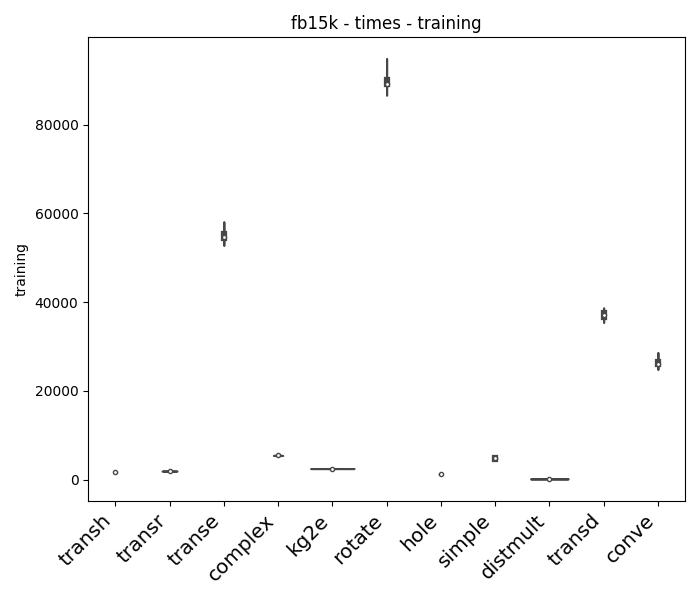 fb15k - times - training
training
80000
60000
40000
20000
0
transh
transr
transe
complex
kg2e
rotate
hole
simple
distmult
transd
conve